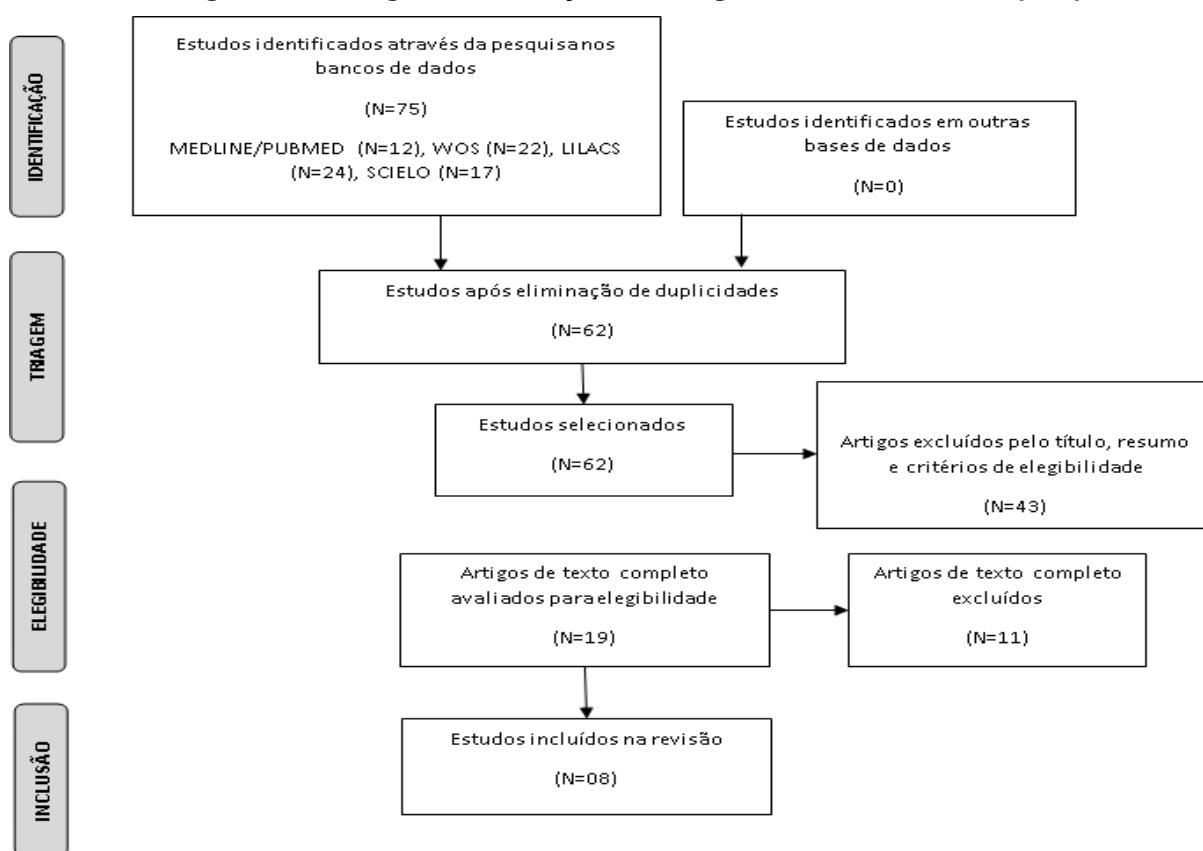 IDENTIFICAÇÃO
Estudos identificados através da pesquisa nos
bancos de dados
(N=75)
MEDLINE/PUBMED (N=12), WOS (N=22), LILACS
(N=24), SCIELO (N=17)
Estudos identificados em outras
bases de dados
(N=0)
TRIAGEM
Estudos após eliminação de duplicidades
(N=62)
Estudos selecionados
(N=62)
Artigos excluídos pelo título, resumo
e critérios de elegibilidade
(N=43)
ELEGIBILIDADE
Artigos de texto completo
avaliados para elegibilidade
(N=19)
Artigos de texto completo
excluídos
(N=11)
INCLUSÃO
Estudos incluídos na revisão
(N=08)